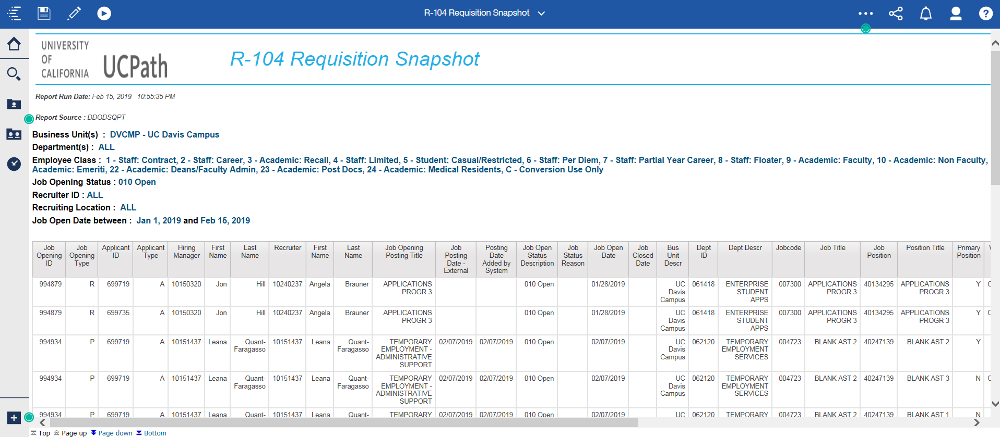 R-104 Requisition Snapshot
UNIVERSITY
OF
CALIFORNIA
UCPath
R-104 Requisition Snapshot
Report Run Date: Feb 15, 2019 10:55:35 PM
Report Source : DDODSQPT
Business Unit(s) : DVCMP - UC Davis Campus
Department(s) : ALL
Employee Class : 1 - Staff: Contract, 2 - Staff: Career, 3 - Academic: Recall, 4 - Staff: Limited, 5 - Student: Casual/Restricted, 6 - Staff: Per Diem, 7 - Staff: Partial Year Career, 8 - Staff: Floater, 9 - Academic: Faculty, 10 - Academic: Non Faculty,
Academic: Emeriti, 22 - Academic: Deans/Faculty Admin, 23 - Academic: Post Docs, 24 - Academic: Medical Residents, C - Conversion Use Only
Job Opening Status : 010 Open
Recruiter ID : ALL
Recruiting Location : ALL
Job Open Date between : Jan 1, 2019 and Feb 15, 2019
Job Job Applicant Applicant Hiring First Last Recruiter First Last Job Opening Job Posting Job Open Job Job Open Job Bus Dept Dept Descr Jobcode Job Title Job Position Title Primary
Opening Opening ID Type Manager Name Name Name Name Posting Title Posting Date Status Status Date Closed Unit ID Position Position
ID Type Date - Added by Description Reason Date Descr
External System
994879 R 699719 A 10150320 Jon Hill 10240237 Angela Brauner APPLICATIONS 010 Open 01/28/2019 UC 061418 ENTERPRISE 007300 APPLICATIONS 40134295 APPLICATIONS Y
PROGR 3 Davis STUDENT PROGR 3 PROGR 3
Campus APPS
994879 R 699735 A 10150320 Jon Hill 10240237 Angela Brauner APPLICATIONS 010 Open 01/28/2019 UC 061418 ENTERPRISE 007300 APPLICATIONS 40134295 APPLICATIONS Y
PROGR 3 Davis STUDENT PROGR 3 PROGR 3
Campus APPS
994934 P 699719 A 10151437 Leana Quant- 10151437 Leana Quant- TEMPORARY 02/07/2019 02/07/2019 010 Open 02/07/2019 UC 062120 TEMPORARY 004723 BLANK AST 2 40247139 BLANK AST 2 Y
Faragasso Faragasso EMPLOYMENT - Davis EMPLOYMENT
ADMINISTRATIVE Campus SERVICES
SUPPORT
994934 P 699719 A 10151437 Leana Quant- 10151437 Leana Quant- TEMPORARY 02/07/2019 02/07/2019 010 Open 02/07/2019 UC 062120 TEMPORARY 004723 BLANK AST 2 40247139 BLANK AST 3 N
Faragasso Faragasso EMPLOYMENT - Davis EMPLOYMENT
ADMINISTRATIVE Campus SERVICES
SUPPORT
994934 P 699719 A 10151437 Leana Quant- 10151437 Leana Quant- TEMPORARY 02/07/2019 02/07/2019 010 Open 02/07/2019 UC 062120 TEMPORARY 004723 BLANK AST 2 40247139 BLANK AST 1 N
Top Page up Page down Bottom